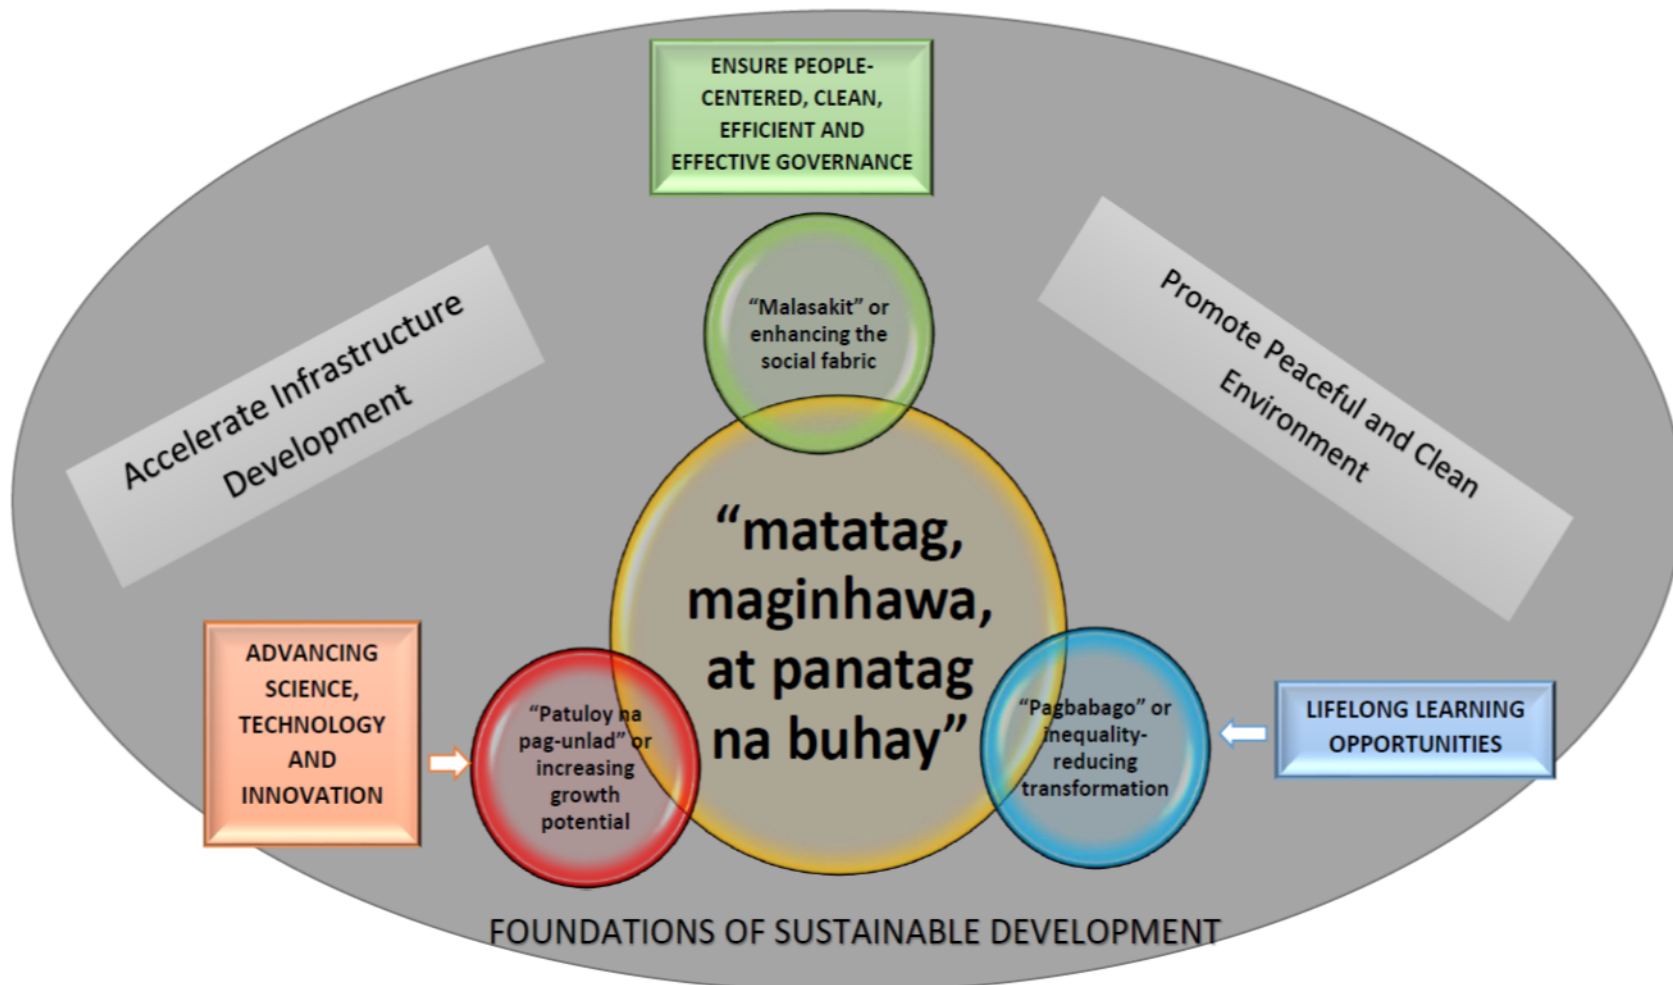 ENSURE PEOPLE-
CENTERED, CLEAN,
EFFICIENT AND
EFFECTIVE GOVERNANCE
Accelerate Infrastructure
Development
Promote Peaceful and Clean
Environment
“Malasakit” or
enhancing the
social fabric
“matatag,
maginhawa,
at panatag
na buhay”
ADVANCING
SCIENCE,
TECHNOLOGY
AND
INNOVATION
“Patuloy na
pag-unlad” or
increasing
growth
potential
“Pagbabago” or
inequality-
reducing
transformation
LIFELONG LEARNING
OPPORTUNITIES
FOUNDATIONS OF SUSTAINABLE DEVELOPMENT